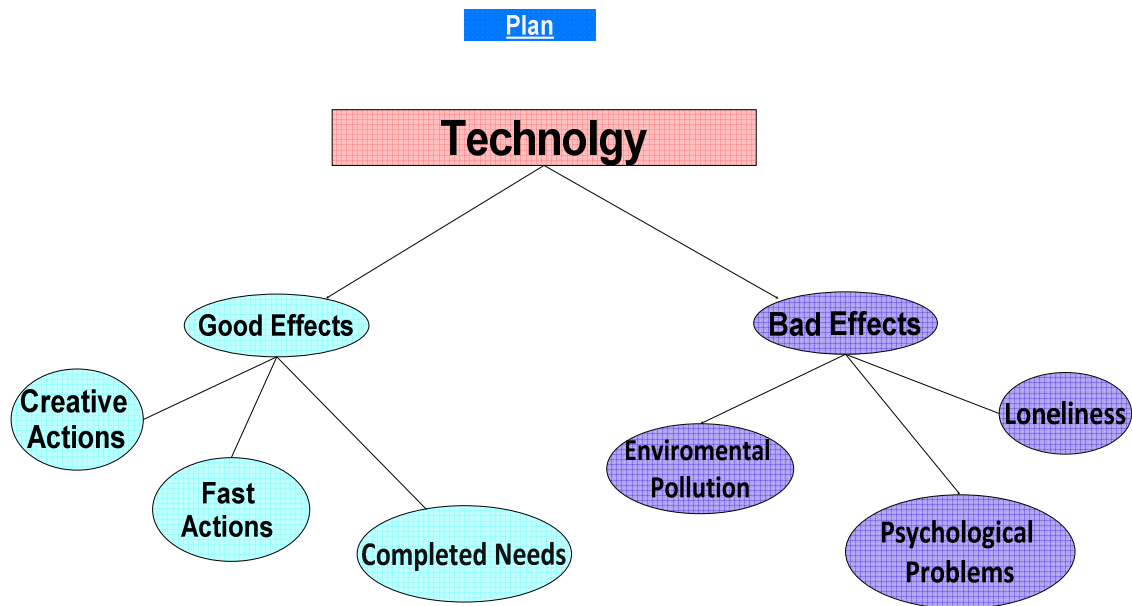 Plan
Technolgy
Good Effects
Bad Effects
Creative
Actions
Fast
Actions
Completed Needs
Enviromental
Pollution
Psychological
Problems
Loneliness